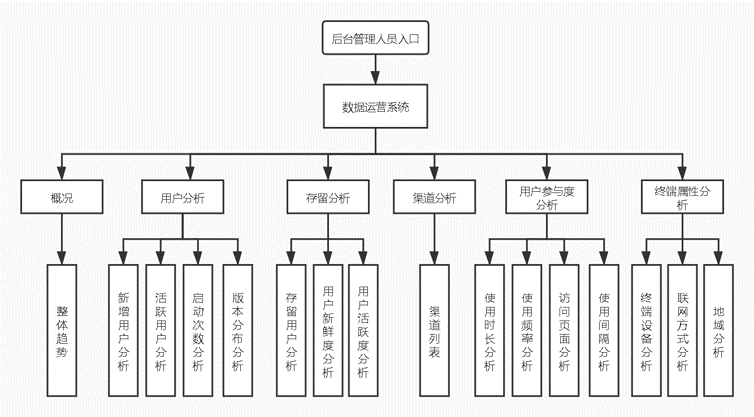 后台管理人员入口
数据运营系统
概况
用户分析
存留分析
渠道分析
用户参与度
分析
终端属性分
析
整体趋势
新增用户分析
活跃用户分析
启动次数分析
版本分布分析
存留用户分析
用户新鲜度分析
用户活跃度分析
渠道列表
使用时长分析
使用频率分析
访问页面分析
使用间隔分析
终端设备分析
联网方式分析
地域分析